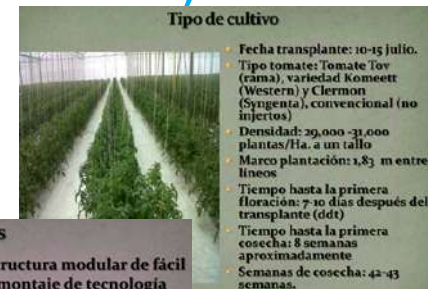 Tipo de cultivo
Fecha transplante: 10-15 julio.
Tipo tomate: Tomate Tov
(rama), variedad Komeett
(Western) y Clermon
(Syngenta), convencional (no
injertos)
Densidad: 29,000 -31,000
plantas/Ha. a un tallo
Marco plantación: 1,83 m entre
líneos
Tiempo hasta la primera
floración: 7-10 días después del
transplante (ddt)
Tiempo hasta la primera
cosecha: 8 semanas
aproximadamente
Semanas de cosecha: 42-43
semanas.
ructura modular de fácil
montaje de tecnología